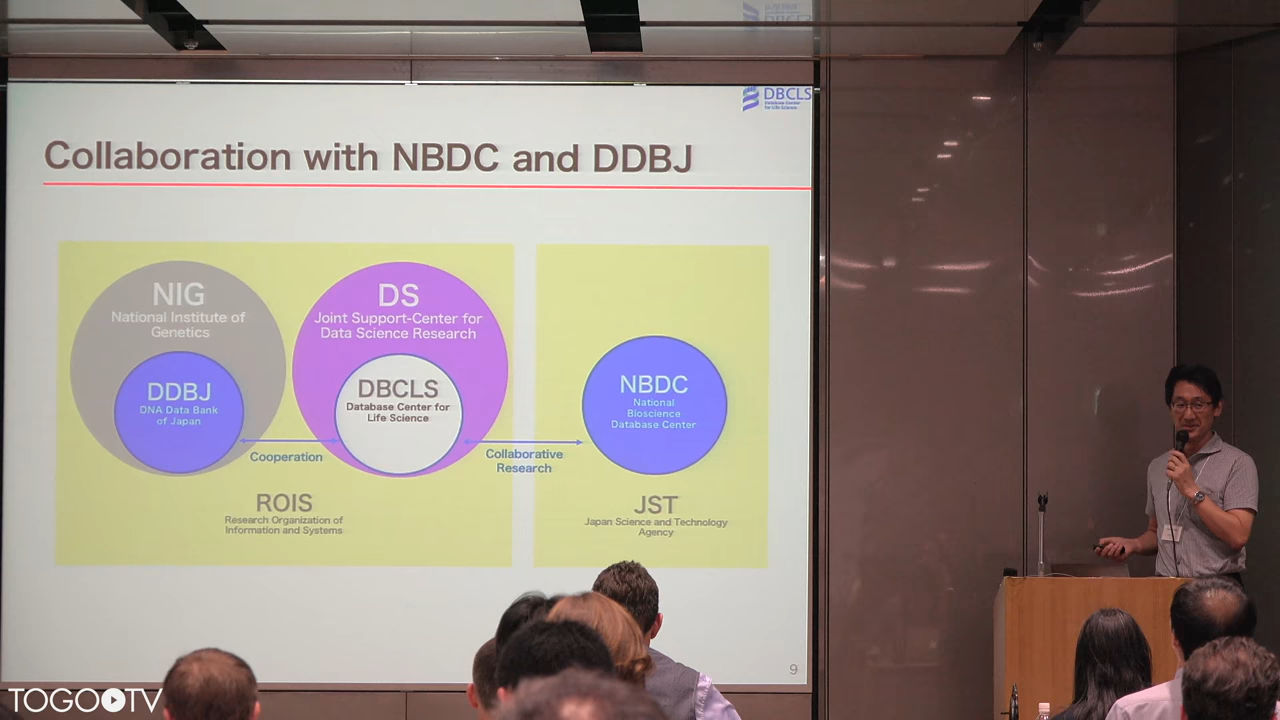 DBCLS
Database Center
for Life Science
Collaboration with NBDC and DDBJ
NIG
National Institute of
Genetics
DDBJ
DNA Data Bank
of Japan
DS
Joint Support-Center for
Data Science Research
DBCLS
Database Center for
Life Science
NBDC
National
Bioscience
Database Center
Cooperation
Collaborative
Research
ROIS
Research Organization of
Information and Systems
JST
Japan Science and Technology
Agency
9
TOGOTV